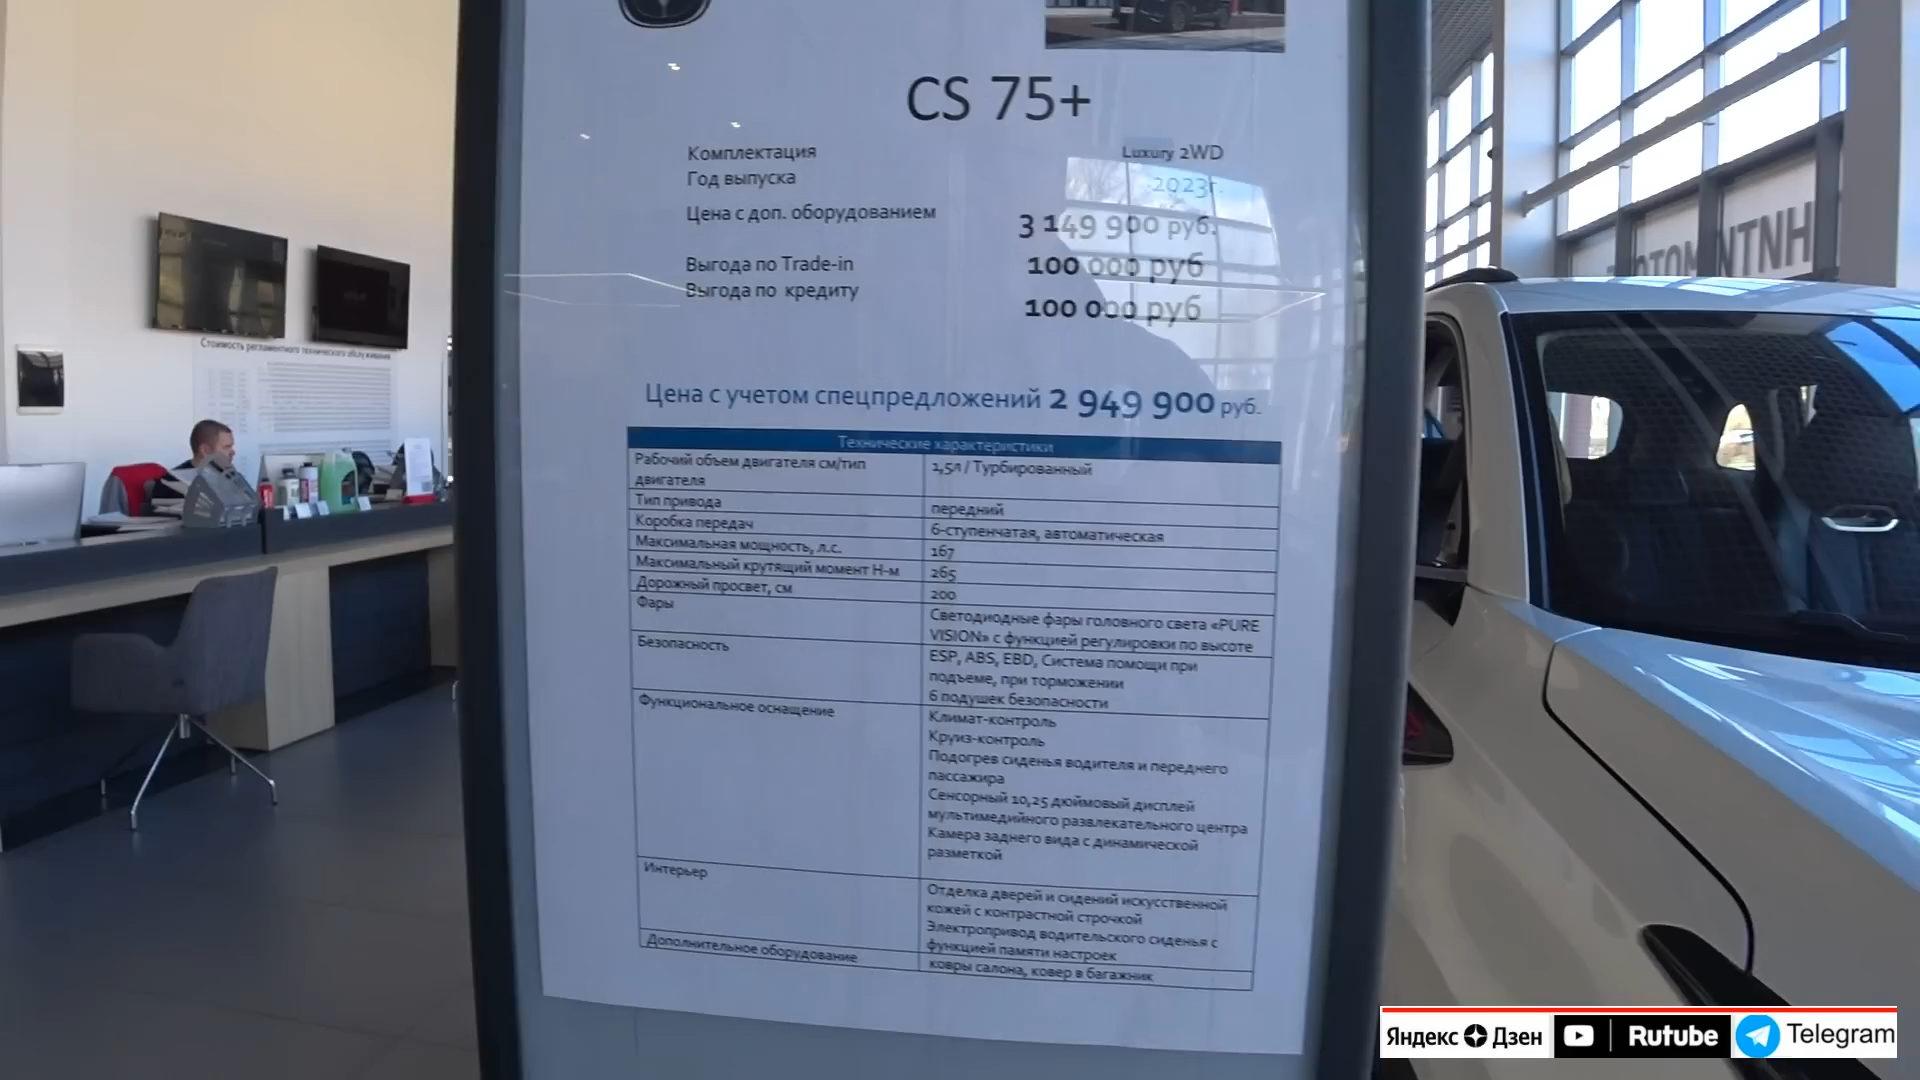 CS 75+
Комплектация Luxury 2WD
Год выпуска 2023г.
Цена с доп. оборудованием 3 149 900 руб.
Выгода по Trade-in 100 000 руб
Выгода по кредиту 100 000 руб
Цена с учетом спецпредложений 2 949 900 руб.
Технические характеристики
Рабочий объем двигателя см/тип
двигателя
1,5л / Турбированный
Тип привода передний
Коробка передач 6-ступенчатая, автоматическая
Максимальная мощность, л.с. 167
Максимальный крутящий момент Н-м 265
Дорожный просвет, см 200
Фары
Светодиодные фары головного света «PURE
VISION» с функцией регулировки по высоте
Безопасность
ESP, ABS, EBD, Система помощи при
подъеме, при торможении
6 подушек безопасности
Функциональное оснащение
Климат-контроль
Круиз-контроль
Подогрев сиденья водителя и переднего
пассажира
Сенсорный 10,25 дюймовый дисплей
мультимедийного развлекательного центра
Камера заднего вида с динамической
разметкой
Интерьер
Отделка дверей и сидений искусственной
кожей с контрастной строчкой
Электропривод водительского сиденья с
функцией памяти настроек
Дополнительное оборудование
ковры салона, ковер в багажник
Стоимость регламентного технического обслуживания
Яндекс Дзен Rutube Telegram